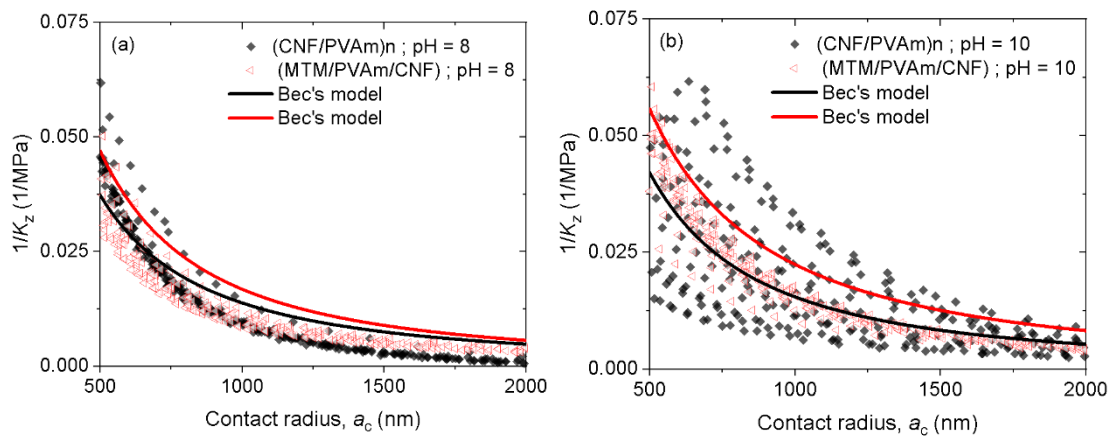 (a)
(CNF/PVAm)n ; pH = 8
(MTM/PVAm/CNF) ; pH = 8
Bec's model
Bec's model
0.075
0.050
0.025
0.000
1/Kz (1/MPa)
500
1000
1500
2000
Contact radius, ac (nm)
(b)
(CNF/PVAm)n ; pH = 10
(MTM/PVAm/CNF) ; pH = 10
Bec's model
Bec's model
0.075
0.050
0.025
0.000
1/Kz (1/MPa)
500
1000
1500
2000
Contact radius, ac (nm)